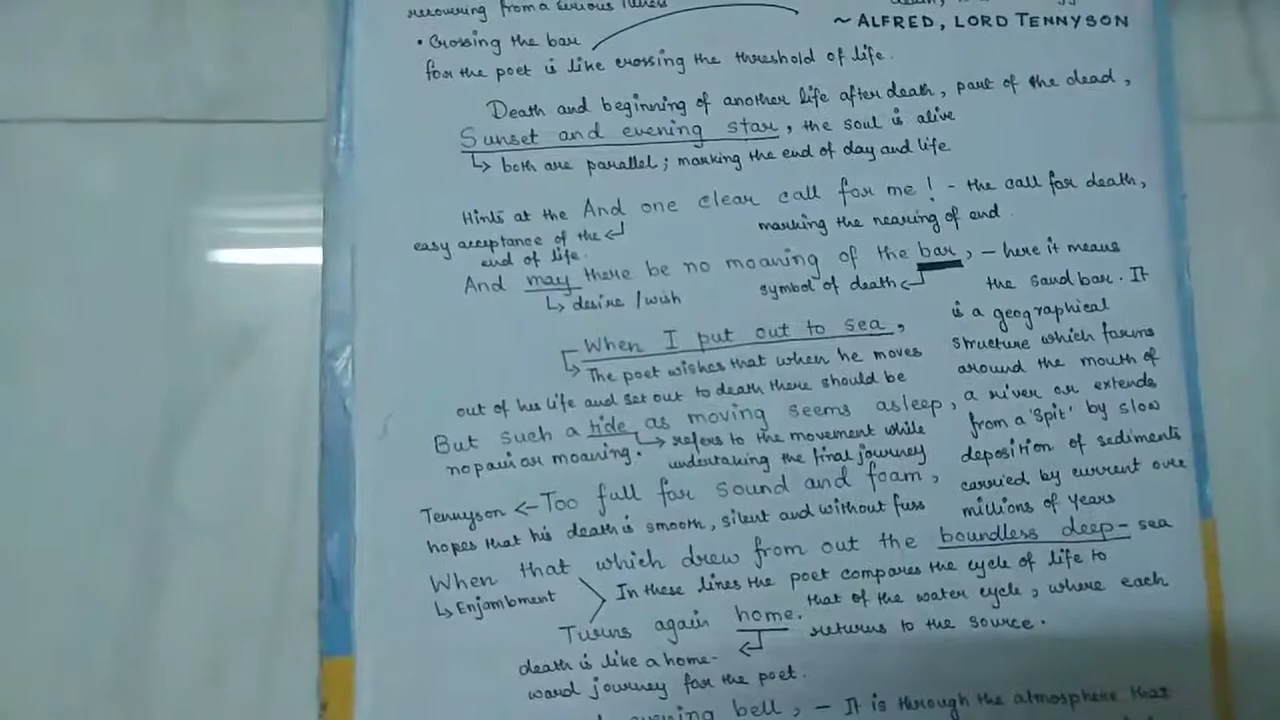 recovering from a serious illness
~ ALFRED, LORD TENNYSON
• Crossing the bar
for the poet is like crossing the threshold of life.
Death and beginning of another life after death, part of the dead,
Sunset and evening star, the soul is alive
↳ both are parallel; marking the end of day and life
Hints at the And one clear call for me! - the call for death,
easy acceptance of the marking the nearing of end.
end of life.
And may there be no moaning of the bar, - here it means
↳ desire/wish symbol of death the sand bar. It
When I put out to sea, is a geographical
The poet wishes that when he moves structure which forms
out of his life and set out to death there should be around the mouth of
But such a tide as moving seems asleep, a river or extends
no pain or moaning. ↳ refers to the movement while from a 'spit' by slow
undertaking the final journey deposition of sediments
Tennyson <- Too full for sound and foam, carried by current over
hopes that his death is smooth, silent and without fuss millions of years
When that which drew from out the boundless deep - sea
↳ Enjambment In these lines the poet compares the cycle of life to
that of the water cycle, where each
Turns again home. returns to the source.
death is like a home-
ward journey for the poet.
evening bell, - It is through the atmosphere that